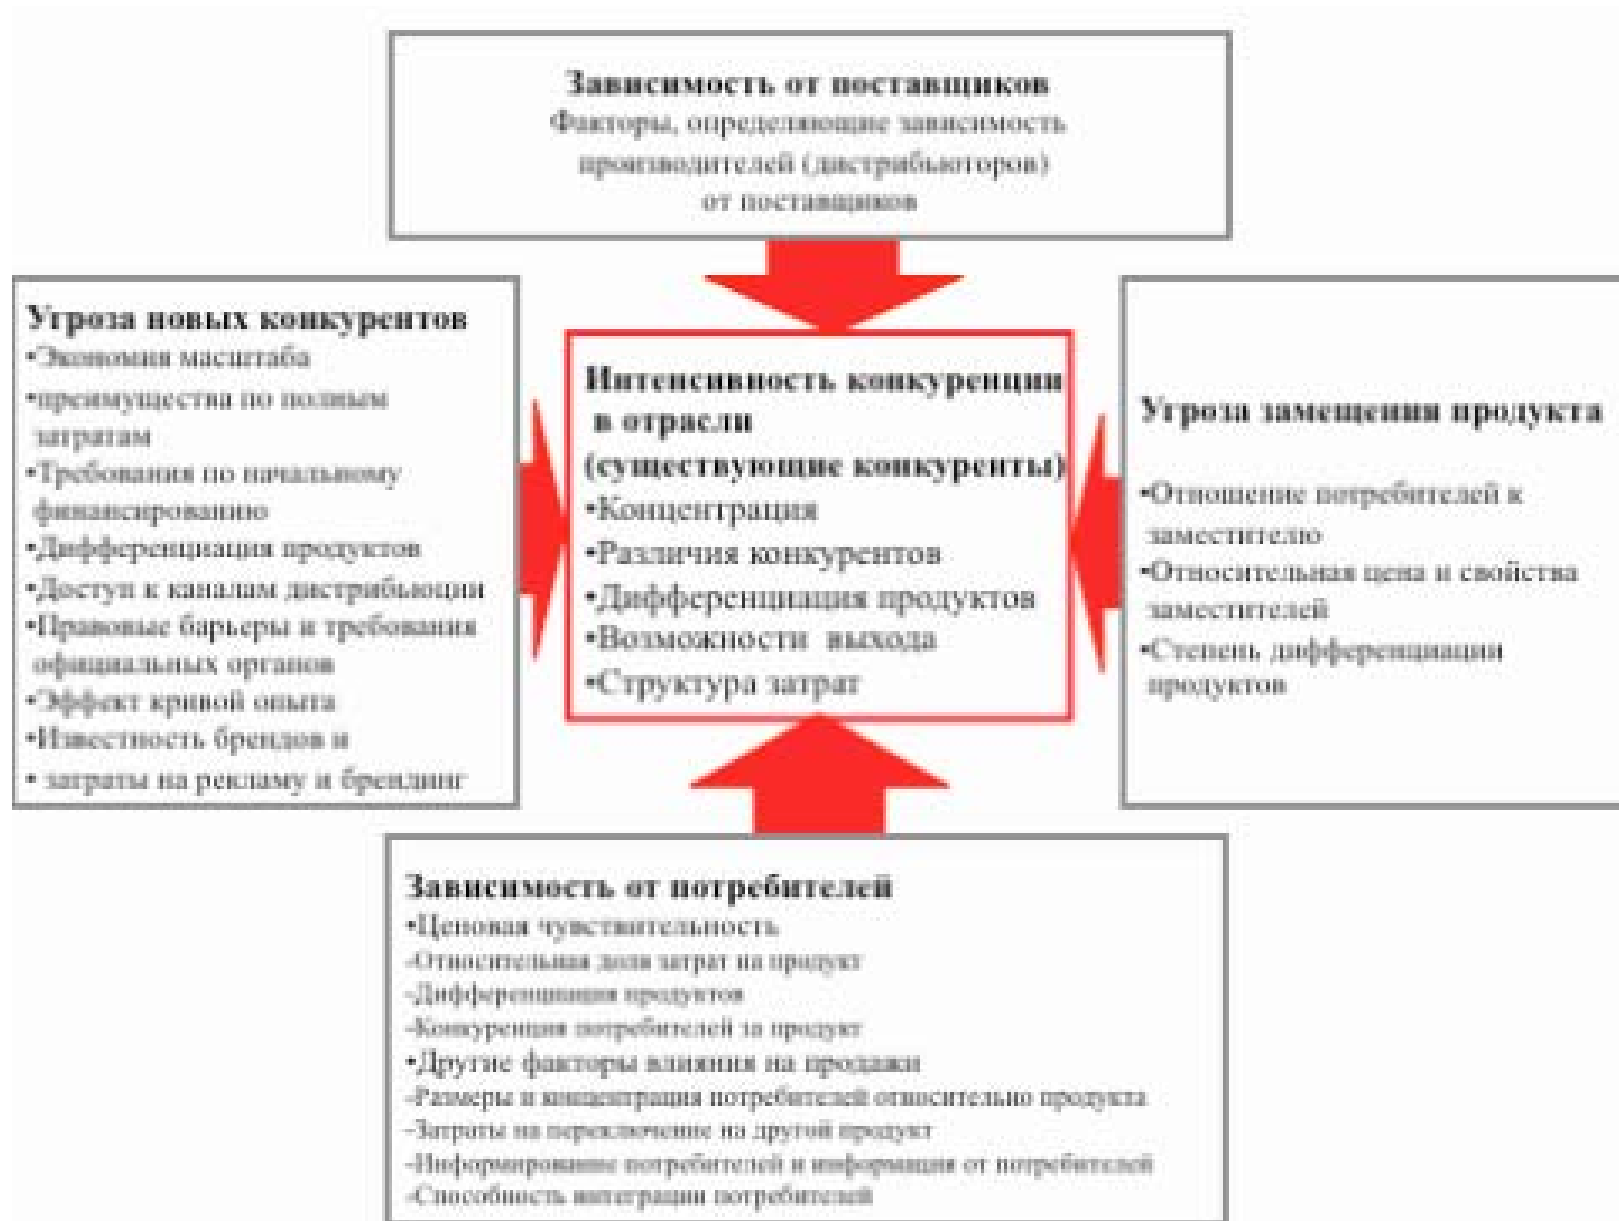 Зависимость от поставщиков
Факторы, определяющие зависимость
производителей (дистрибьюторов)
от поставщиков
Угроза новых конкурентов
•Экономия масштаба
•преимущества по полным
затратам
•Требования по начальному
финансированию
•Дифференциация продуктов
•Доступ к каналам дистрибьюции
•Правовые барьеры и требования
официальных органов
•Эффект кривой опыта
•Известность брендов и
• затраты на рекламу и брендинг
Интенсивность конкуренции
в отрасли
(существующие конкуренты)
•Концентрация
•Различия конкурентов
•Дифференциация продуктов
•Возможности выхода
•Структура затрат
Угроза замещения продукта
•Отношение потребителей к
заместителю
•Относительная цена и свойства
заместителей
•Степень дифференциации
продуктов
Зависимость от потребителей
•Ценовая чувствительность
-Относительная доля затрат на продукт
-Дифференциация продуктов
-Конкуренция потребителей за продукт
•Другие факторы влияния на продажи
-Размеры и концентрация потребителей относительно продукта
-Затраты на переключение на другой продукт
-Информирование потребителей и информация от потребителей
-Способность интеграции потребителей